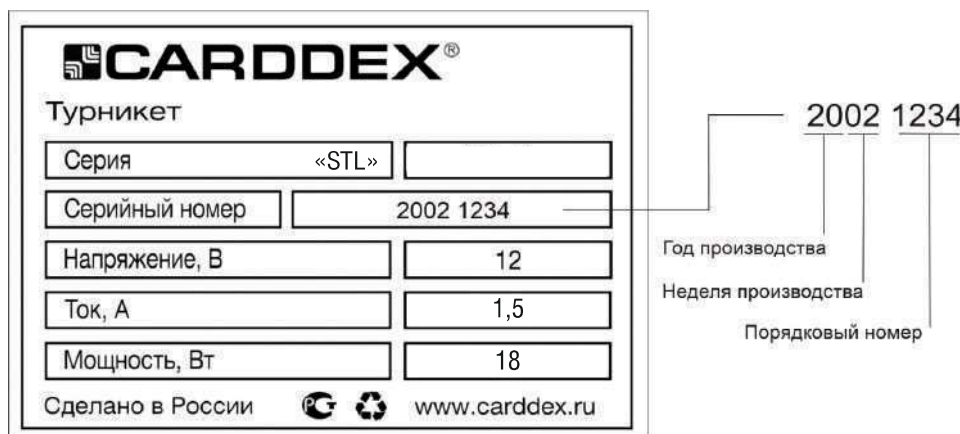 CARDDEX®
Турникет
Серия «STL»
Серийный номер 2002 1234
Напряжение, В 12
Ток, А 1,5
Мощность, Вт 18
Сделано в России РСТ www.carddex.ru
2002 1234
Год производства
Неделя производства
Порядковый номер